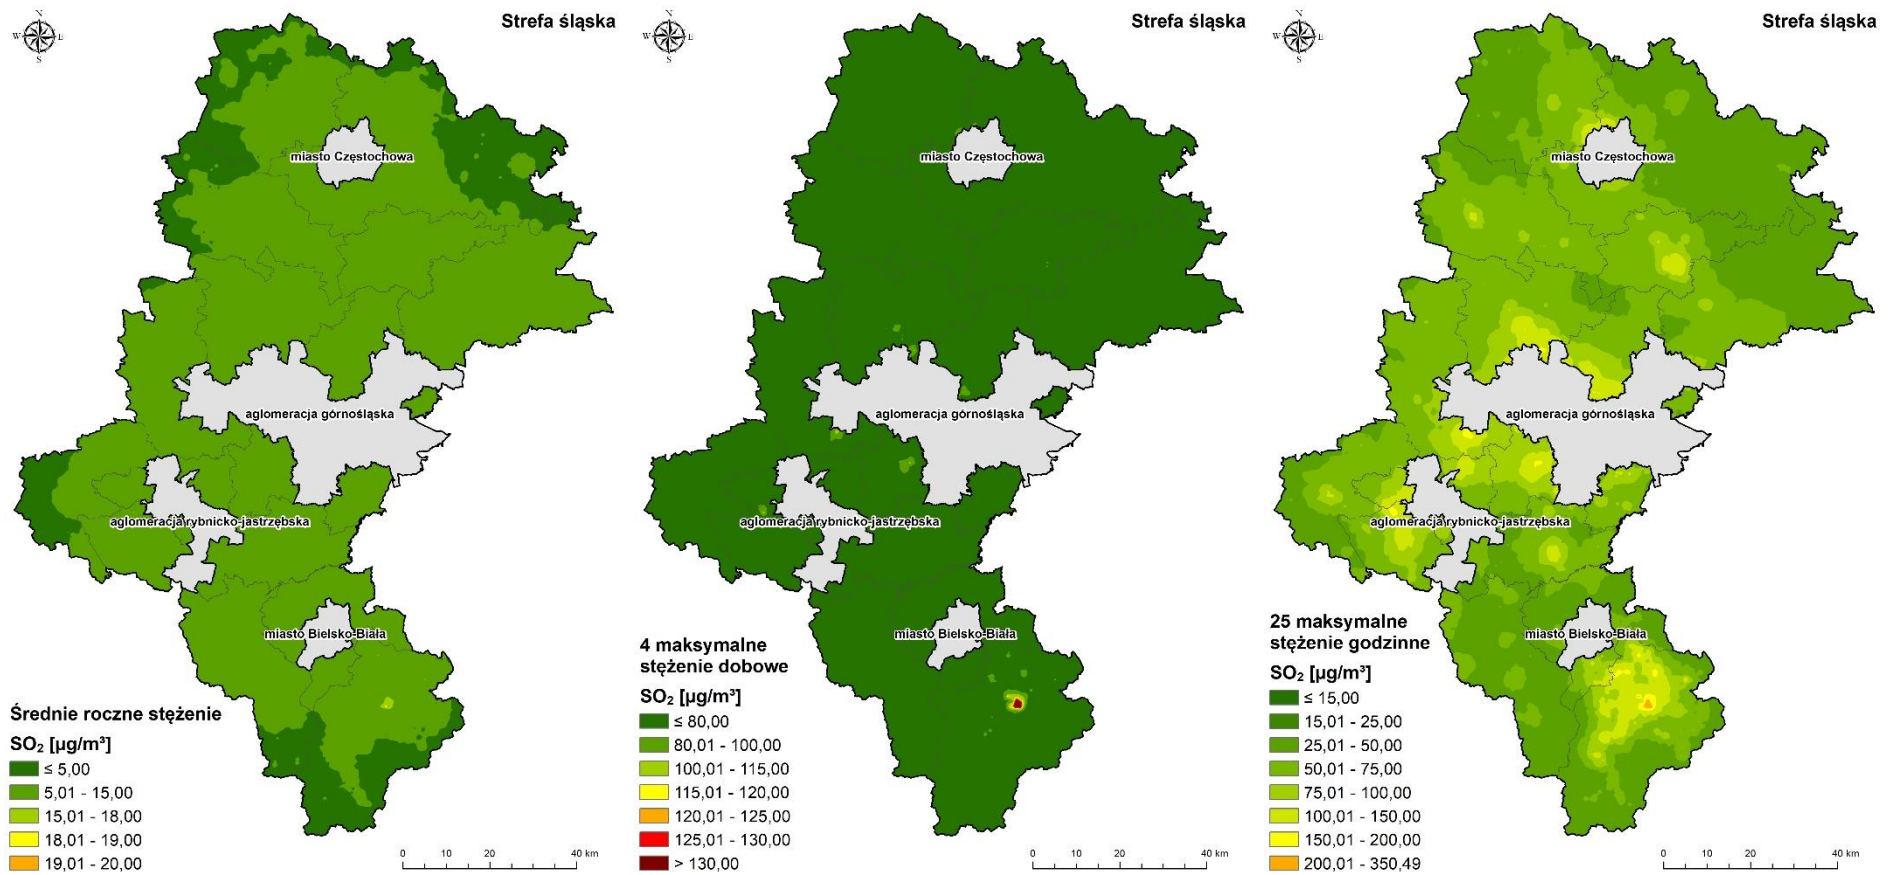 N
W E
S
Strefa śląska
miasto Częstochowa
aglomeracja górnośląska
aglomeracja rybnicko-jastrzębska
miasto Bielsko-Biała
Średnie roczne stężenie
SO₂ [µg/m³]
≤ 5,00
5,01 - 15,00
15,01 - 18,00
18,01 - 19,00
19,01 - 20,00
0 10 20 40 km
N
W E
S
Strefa śląska
miasto Częstochowa
aglomeracja górnośląska
aglomeracja rybnicko-jastrzębska
miasto Bielsko-Biała
4 maksymalne
stężenie dobowe
SO₂ [µg/m³]
≤ 80,00
80,01 - 100,00
100,01 - 115,00
115,01 - 120,00
120,01 - 125,00
125,01 - 130,00
> 130,00
0 10 20 40 km
N
W E
S
Strefa śląska
miasto Częstochowa
aglomeracja górnośląska
aglomeracja rybnicko-jastrzębska
miasto Bielsko-Biała
25 maksymalne
stężenie godzinne
SO₂ [µg/m³]
≤ 15,00
15,01 - 25,00
25,01 - 50,00
50,01 - 75,00
75,01 - 100,00
100,01 - 150,00
150,01 - 200,00
200,01 - 350,49
0 10 20 40 km